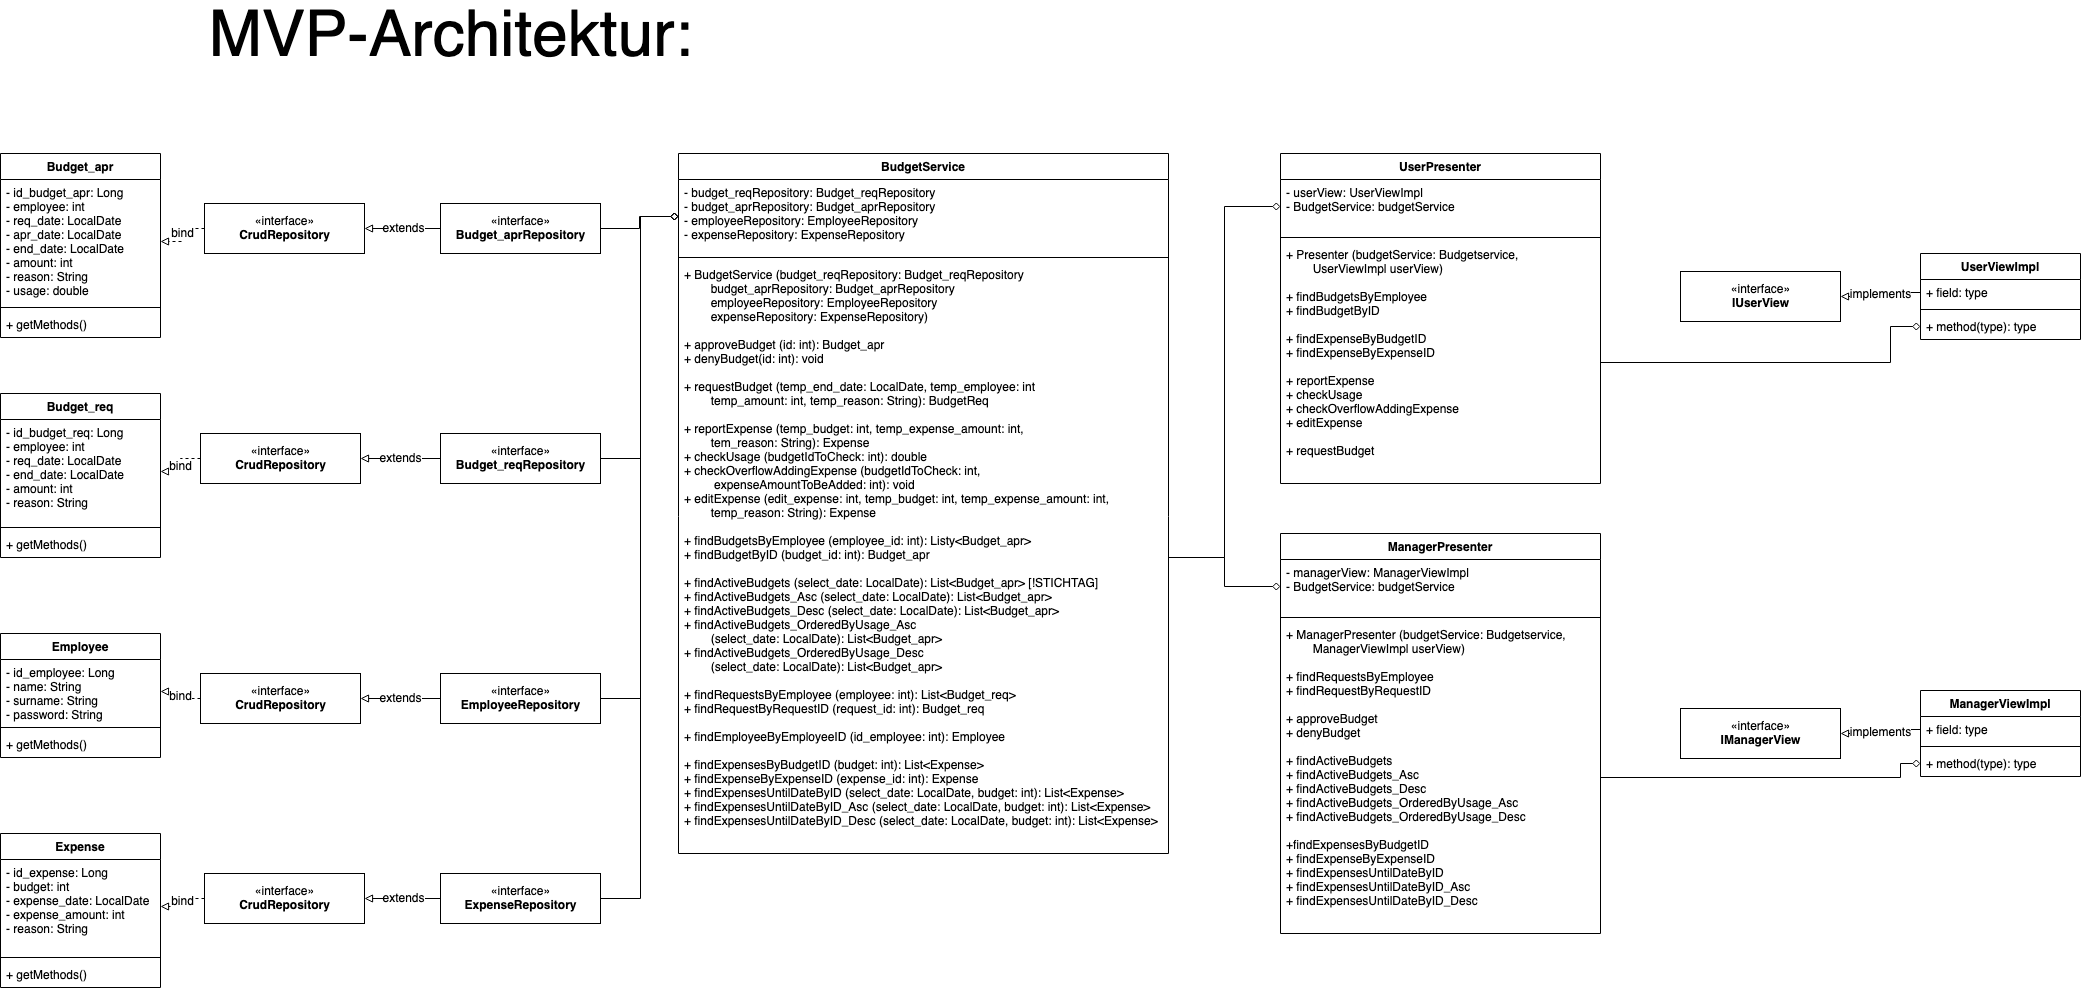 MVP-Architektur:
Budget_apr
- id_budget_apr: Long
- employee: int
- req_date: LocalDate
- apr_date: LocalDate
- end_date: LocalDate
- amount: int
- reason: String
- usage: double
+ getMethods()
bind
«interface»
CrudRepository
extends
«interface»
Budget_aprRepository
Budget_req
- id_budget_req: Long
- employee: int
- req_date: LocalDate
- end_date: LocalDate
- amount: int
- reason: String
+ getMethods()
bind
«interface»
CrudRepository
extends
«interface»
Budget_reqRepository
Employee
- id_employee: Long
- name: String
- surname: String
- password: String
+ getMethods()
bind
«interface»
CrudRepository
extends
«interface»
EmployeeRepository
Expense
- id_expense: Long
- budget: int
- expense_date: LocalDate
- expense_amount: int
- reason: String
+ getMethods()
bind
«interface»
CrudRepository
extends
«interface»
ExpenseRepository
BudgetService
- budget_reqRepository: Budget_reqRepository
- budget_aprRepository: Budget_aprRepository
- employeeRepository: EmployeeRepository
- expenseRepository: ExpenseRepository
+ BudgetService (budget_reqRepository: Budget_reqRepository
budget_aprRepository: Budget_aprRepository
employeeRepository: EmployeeRepository
expenseRepository: ExpenseRepository)
+ approveBudget (id: int): Budget_apr
+ denyBudget(id: int): void
+ requestBudget (temp_end_date: LocalDate, temp_employee: int
temp_amount: int, temp_reason: String): BudgetReq
+ reportExpense (temp_budget: int, temp_expense_amount: int,
tem_reason: String): Expense
+ checkUsage (budgetIdToCheck: int): double
+ checkOverflowAddingExpense (budgetIdToCheck: int,
expenseAmountToBeAdded: int): void
+ editExpense (edit_expense: int, temp_budget: int, temp_expense_amount: int,
temp_reason: String): Expense
+ findBudgetsByEmployee (employee_id: int): Listy<Budget_apr>
+ findBudgetByID (budget_id: int): Budget_apr
+ findActiveBudgets (select_date: LocalDate): List<Budget_apr> [!STICHTAG]
+ findActiveBudgets_Asc (select_date: LocalDate): List<Budget_apr>
+ findActiveBudgets_Desc (select_date: LocalDate): List<Budget_apr>
+ findActiveBudgets_OrderedByUsage_Asc
(select_date: LocalDate): List<Budget_apr>
+ findActiveBudgets_OrderedByUsage_Desc
(select_date: LocalDate): List<Budget_apr>
+ findRequestsByEmployee (employee: int): List<Budget_req>
+ findRequestByRequestID (request_id: int): Budget_req
+ findEmployeeByEmployeeID (id_employee: int): Employee
+ findExpensesByBudgetID (budget: int): List<Expense>
+ findExpenseByExpenseID (expense_id: int): Expense
+ findExpensesUntilDateByID (select_date: LocalDate, budget: int): List<Expense>
+ findExpensesUntilDateByID_Asc (select_date: LocalDate, budget: int): List<Expense>
+ findExpensesUntilDateByID_Desc (select_date: LocalDate, budget: int): List<Expense>
UserPresenter
- userView: UserViewImpl
- BudgetService: budgetService
+ Presenter (budgetService: Budgetservice,
UserViewImpl userView)
+ findBudgetsByEmployee
+ findBudgetByID
+ findExpenseByBudgetID
+ findExpenseByExpenseID
+ reportExpense
+ checkUsage
+ checkOverflowAddingExpense
+ editExpense
+ requestBudget
ManagerPresenter
- managerView: ManagerViewImpl
- BudgetService: budgetService
+ ManagerPresenter (budgetService: Budgetservice,
ManagerViewImpl userView)
+ findRequestsByEmployee
+ findRequestByRequestID
+ approveBudget
+ denyBudget
+ findActiveBudgets
+ findActiveBudgets_Asc
+ findActiveBudgets_Desc
+ findActiveBudgets_OrderedByUsage_Asc
+ findActiveBudgets_OrderedByUsage_Desc
+findExpensesByBudgetID
+ findExpenseByExpenseID
+ findExpensesUntilDateByID
+ findExpensesUntilDateByID_Asc
+ findExpensesUntilDateByID_Desc
«interface»
IUserView
implements
UserViewImpl
+ field: type
+ method(type): type
«interface»
IManagerView
implements
ManagerViewImpl
+ field: type
+ method(type): type